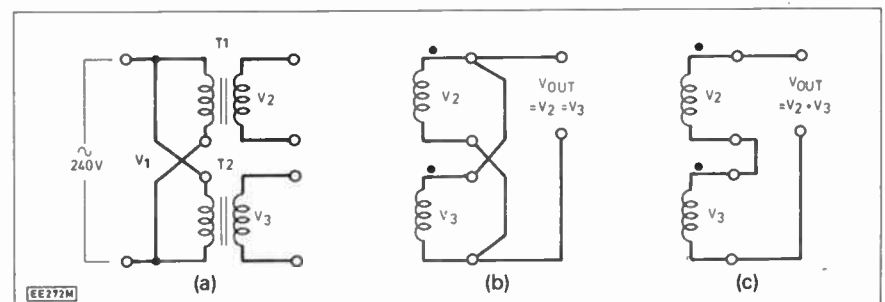 T1
V2
V1
240V
T2
V3
(a)
V2
VOUT
=V2 =V3
V3
(b)
V2
VOUT
=V2 + V3
V3
(c)
EE272M